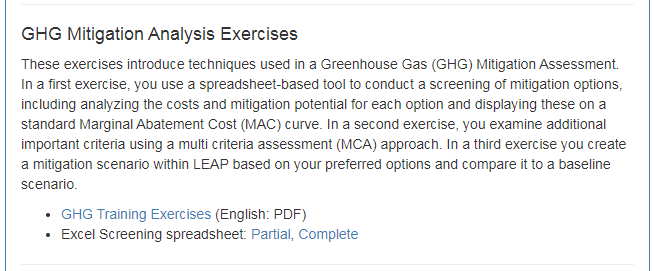 GHG Mitigation Analysis Exercises
These exercises introduce techniques used in a Greenhouse Gas (GHG) Mitigation Assessment.
In a first exercise, you use a spreadsheet-based tool to conduct a screening of mitigation options,
including analyzing the costs and mitigation potential for each option and displaying these on a
standard Marginal Abatement Cost (MAC) curve. In a second exercise, you examine additional
important criteria using a multi criteria assessment (MCA) approach. In a third exercise you create
a mitigation scenario within LEAP based on your preferred options and compare it to a baseline
scenario.
• GHG Training Exercises (English: PDF)
• Excel Screening spreadsheet: Partial, Complete